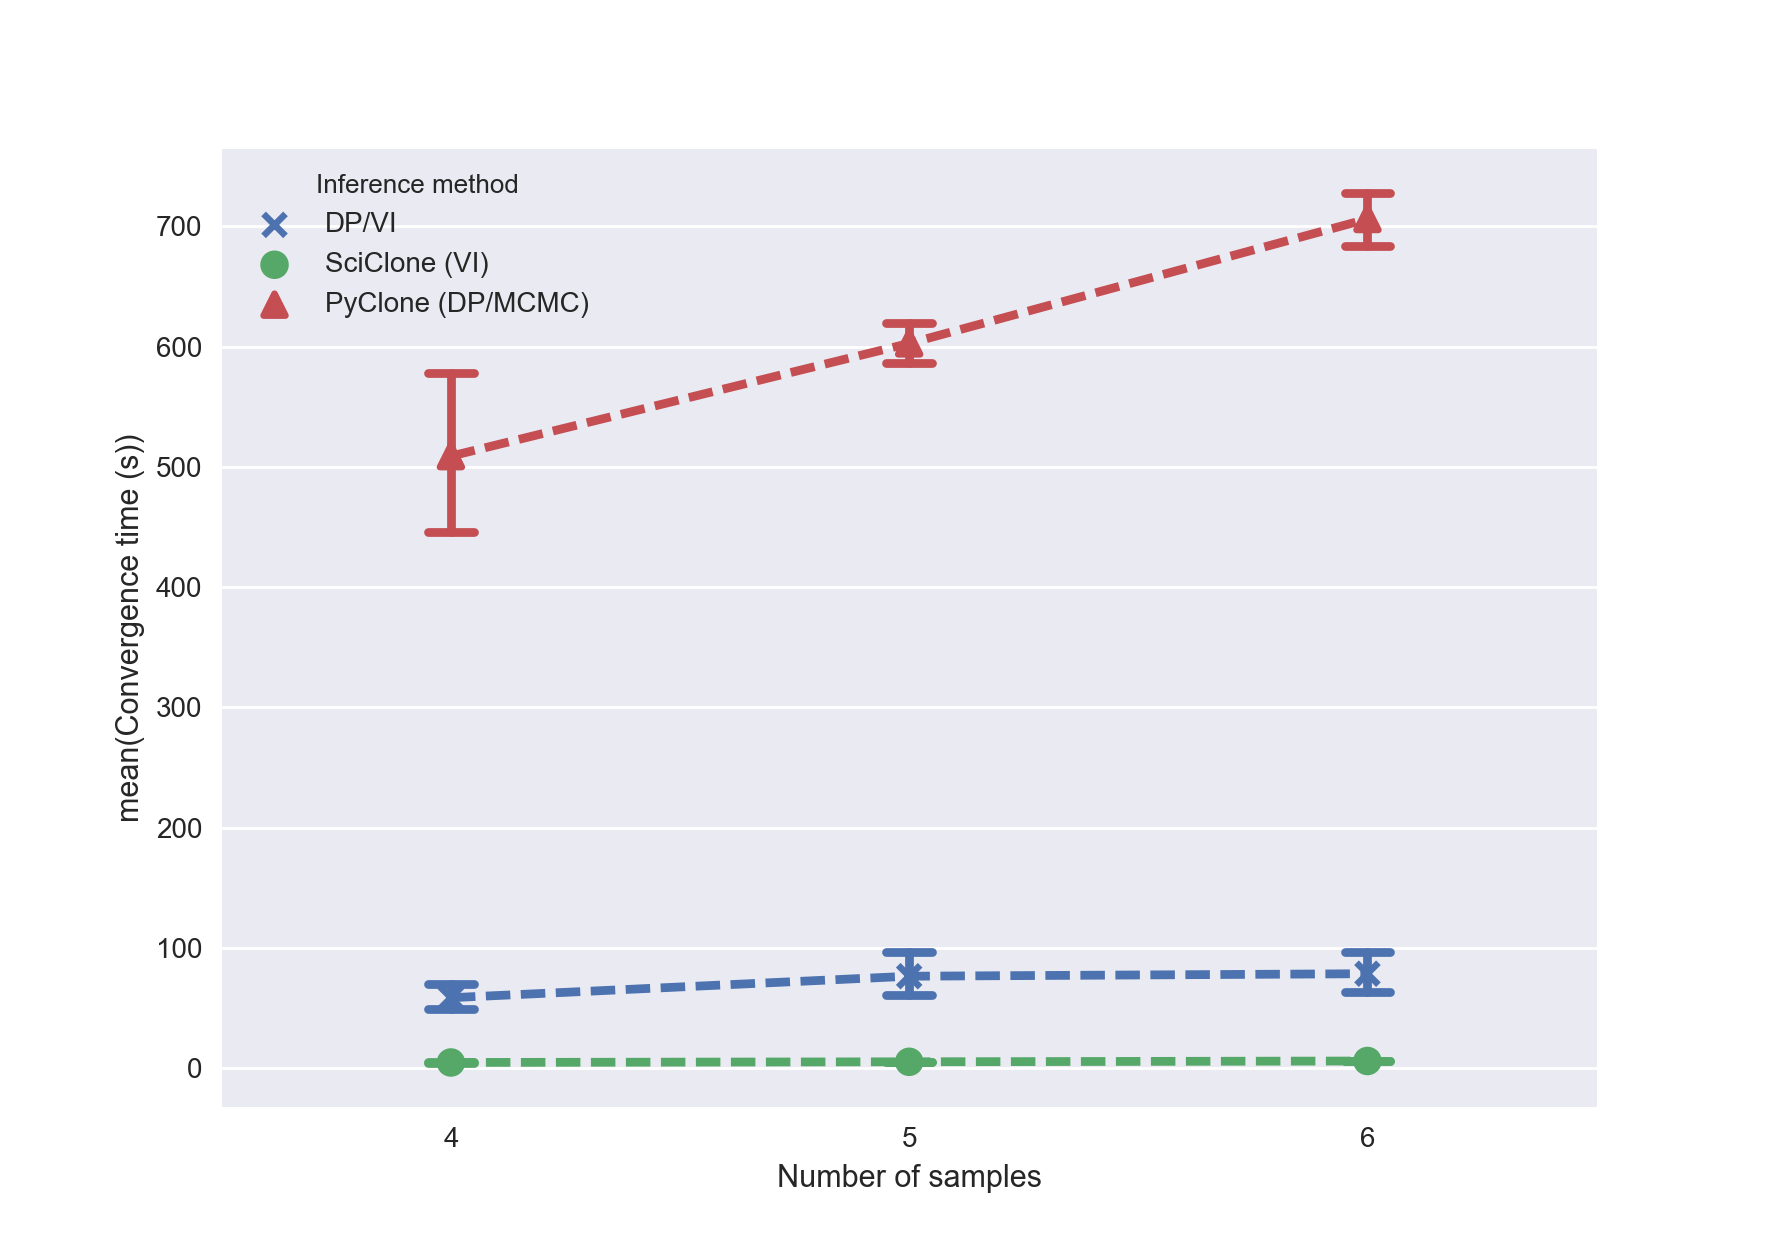 Inference method
DP/VI
SciClone (VI)
PyClone (DP/MCMC)
700
600
500
400
300
200
100
0
mean(Convergence time (s))
4 5 6
Number of samples